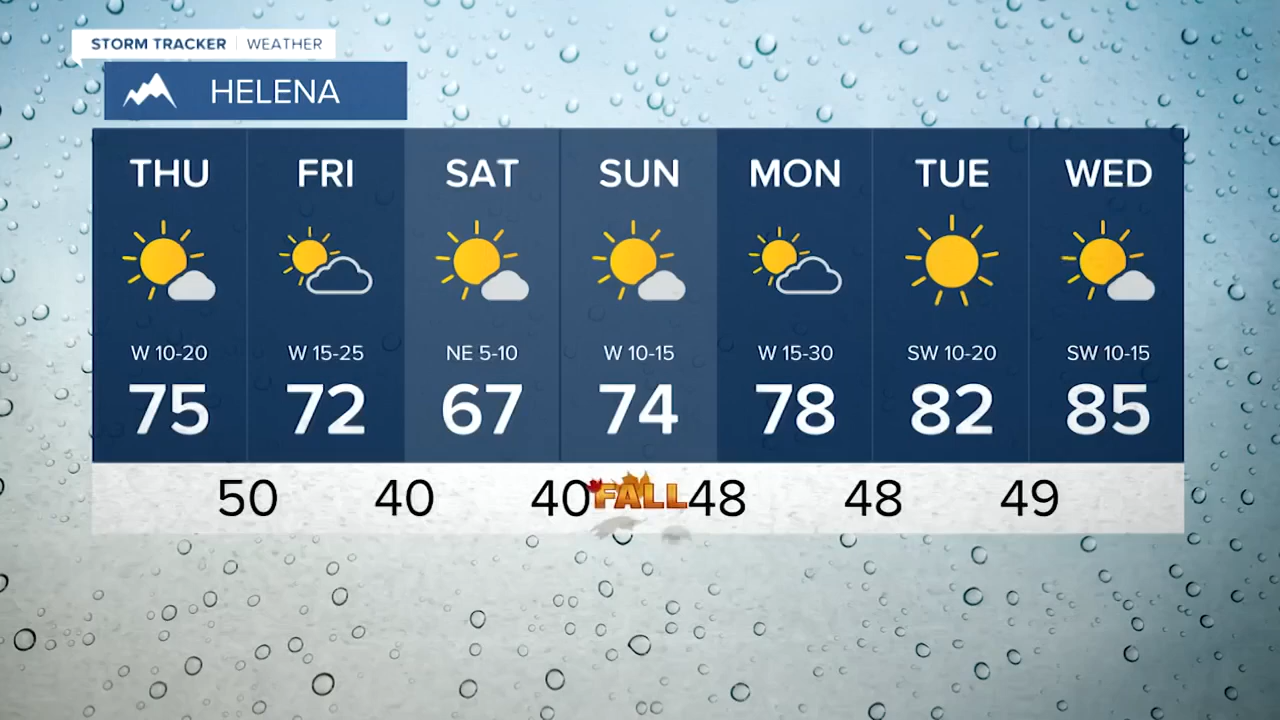 STORM TRACKER | WEATHER
HELENA
THU FRI SAT SUN MON TUE WED
W 10-20 W 15-25 NE 5-10 W 10-15 W 15-30 SW 10-20 SW 10-15
75 72 67 74 78 82 85
50 40 40 FALL 48 48 49